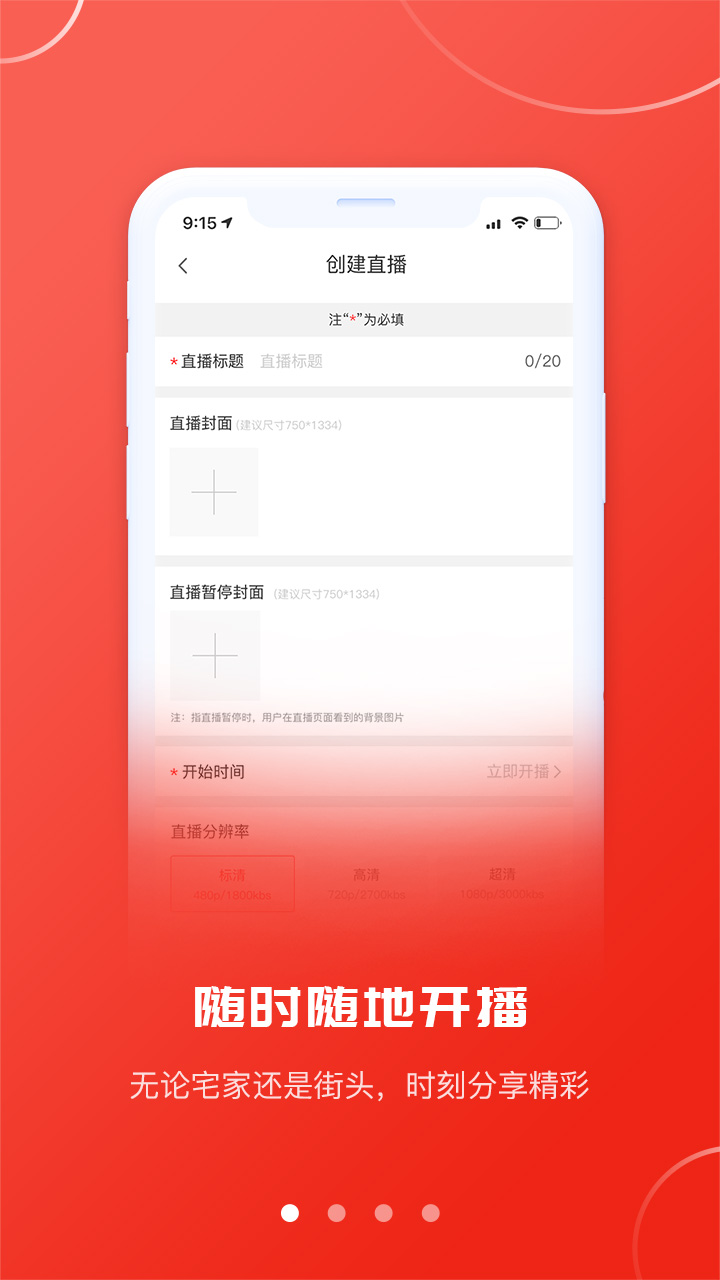 9:15
创建直播
注“*”为必填
*直播标题 直播标题 0/20
直播封面(建议尺寸750*1334)
直播暂停封面 (建议尺寸750*1334)
注：指直播暂停时，用户在直播页面看到的背景图片
*开始时间 立即开播
直播分辨率
标清 高清 超清
480p/1800kbs 720p/2700kbs 1080p/3000kbs
随时随地开播
无论宅家还是街头，时刻分享精彩